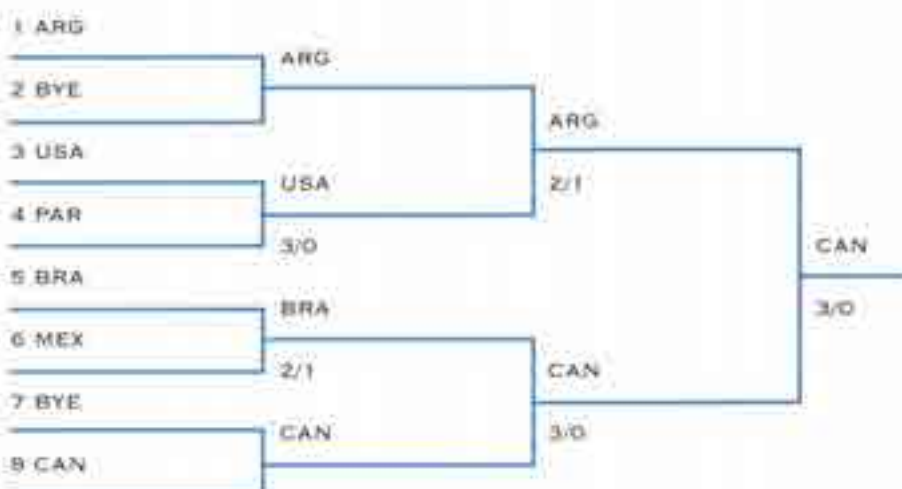 1 ARG
2 BYE
3 USA
4 PAR
5 BRA
6 MEX
7 BYE
8 CAN
ARG
USA
3/0
BRA
2/1
CAN
ARG
2/1
CAN
3/0
CAN
3/0